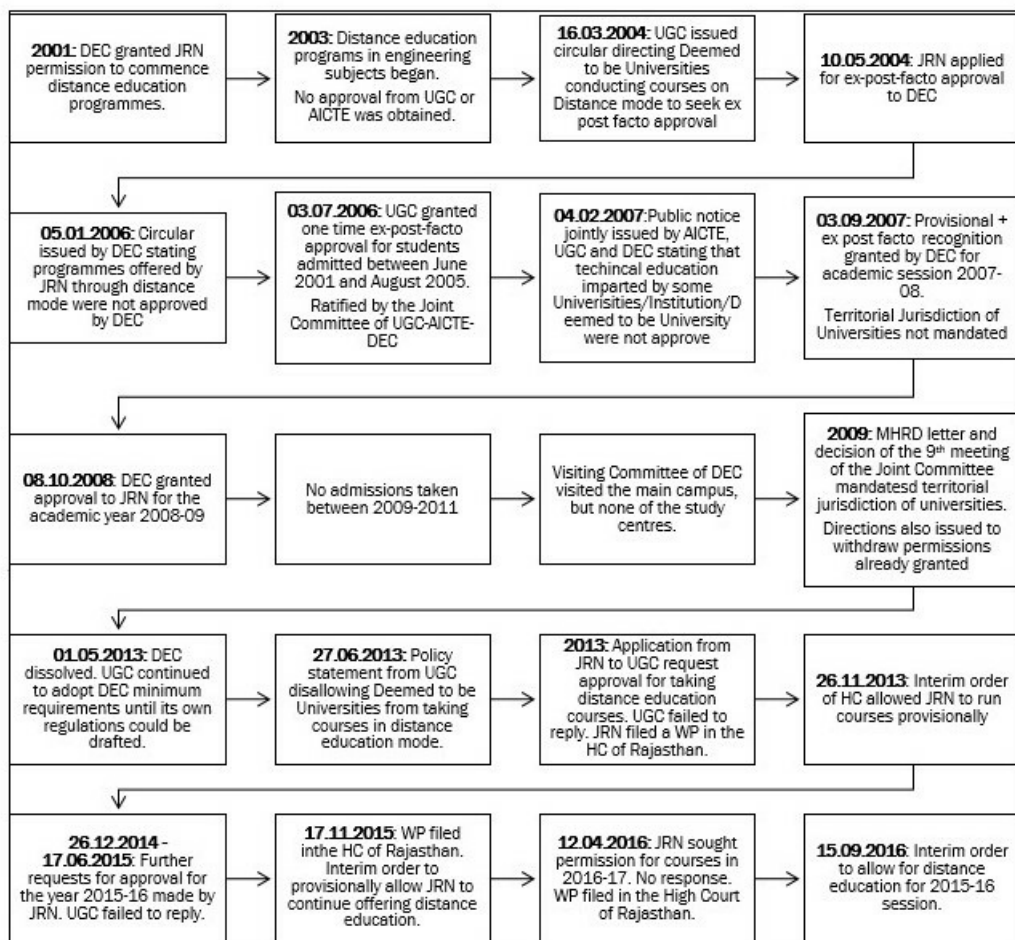 2001: DEC granted JRN
permission to commence
distance education
programmes.
2003: Distance education
programs in engineering
subjects began.
No approval from UGC or
AICTE was obtained.
16.03.2004: UGC issued
circular directing Deemed
to be Universities
conducting courses on
Distance mode to seek ex
post facto approval
10.05.2004: JRN applied
for ex-post-facto approval
to DEC
05.01.2006: Circular
issued by DEC stating
programmes offered by
JRN through distance
mode were not approved
by DEC
03.07.2006: UGC granted
one time ex-post-facto
approval for students
admitted between June
2001 and August 2005.
Ratified by the Joint
Committee of UGC-AICTE-
DEC
04.02.2007:Public notice
jointly issued by AICTE,
UGC and DEC stating that
techincal education
imparted by some
Univerisities/Institution/D
eemed to be University
were not approve
03.09.2007: Provisional +
ex post facto recognition
granted by DEC for
academic session 2007-
08.
Territorial Jurisdiction of
Universities not mandated
08.10.2008: DEC granted
approval to JRN for the
academic year 2008-09
No admissions taken
between 2009-2011
Visiting Committee of DEC
visited the main campus,
but none of the study
centres.
2009: MHRD letter and
decision of the 9th meeting
of the Joint Committee
mandatesd territorial
jurisdiction of universities.
Directions also issued to
withdraw permissions
already granted
01.05.2013: DEC
dissolved. UGC continued
to adopt DEC minimum
requirements until its own
regulations could be
drafted.
27.06.2013: Policy
statement from UGC
disallowing Deemed to be
Universities from taking
courses in distance
education mode.
2013: Application from
JRN to UGC request
approval for taking
distance education
courses. UGC failed to
reply. JRN filed a WP in the
HC of Rajasthan.
26.11.2013: Interim order
of HC allowed JRN to run
courses provisionally
26.12.2014 -
17.06.2015: Further
requests for approval for
the year 2015-16 made by
JRN. UGC failed to reply.
17.11.2015: WP filed
inthe HC of Rajasthan.
Interim order to
provisionally allow JRN to
continue offering distance
education.
12.04.2016: JRN sought
permission for courses in
2016-17. No response.
WP filed in the High Court
of Rajasthan.
15.09.2016: Interim order
to allow for distance
education for 2015-16
session.